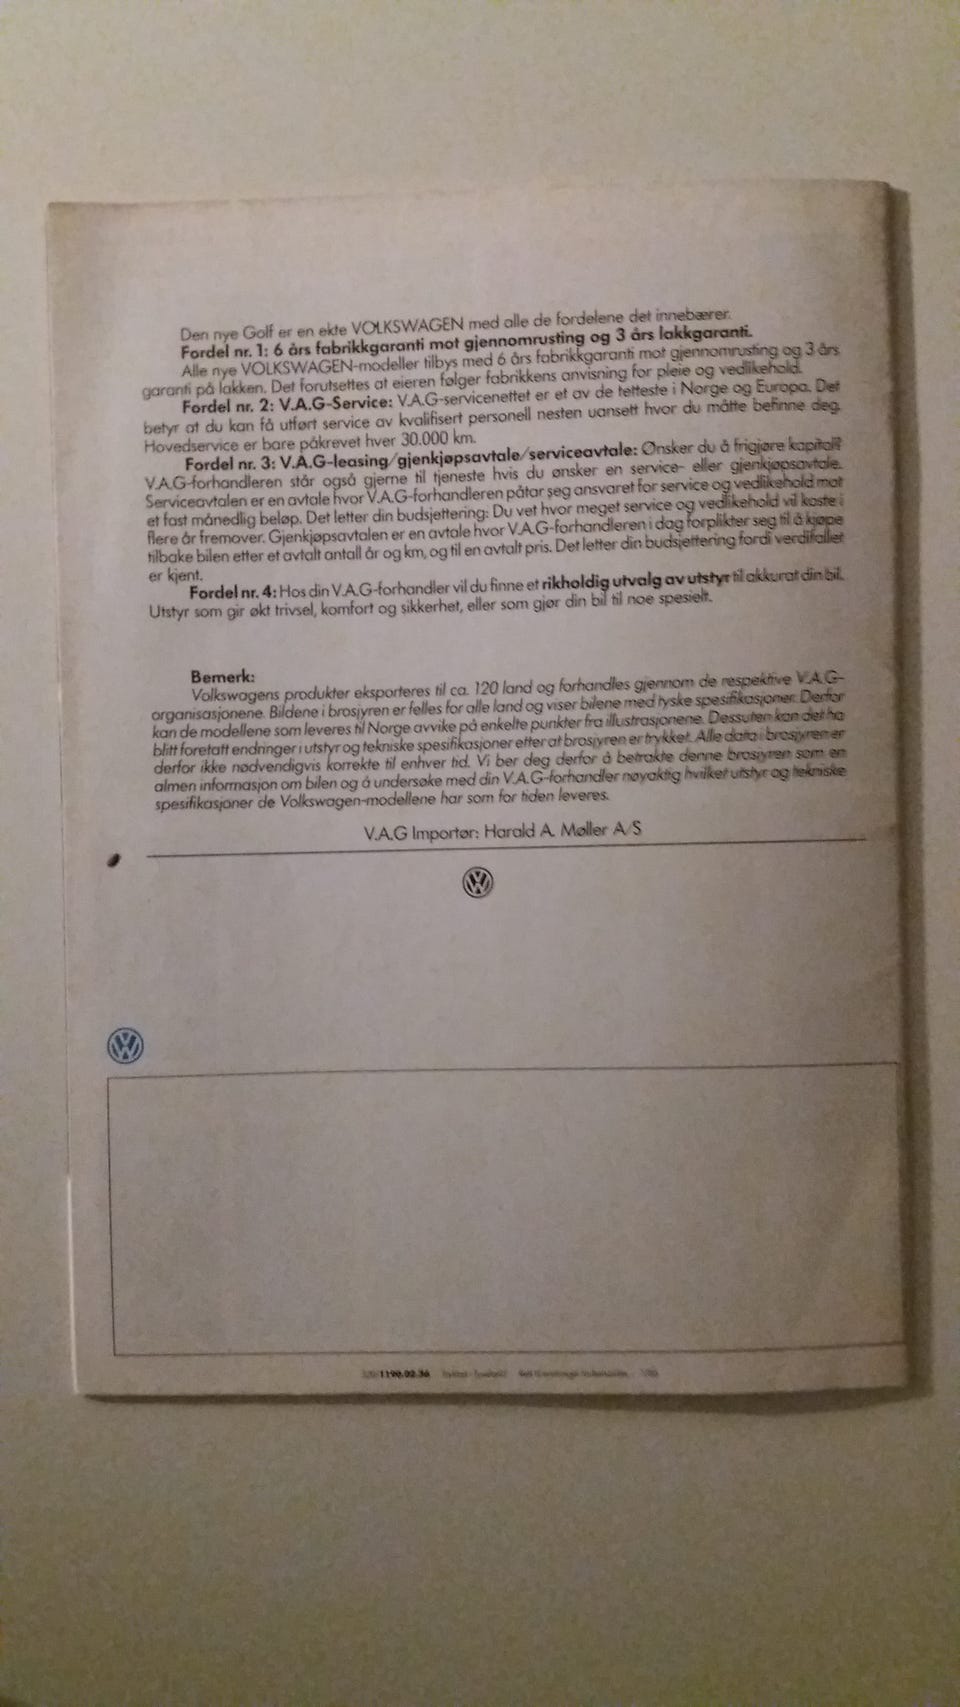 Den nye Golf er en ekte VOLKSWAGEN med alle de fordelene det innebærer.
Fordel nr. 1: 6 års fabrikkgaranti mot gjennomrusting og 3 års lakkgaranti.
Alle nye VOLKSWAGEN-modeller tilbys med 6 års fabrikkgaranti mot gjennomrusting og 3 års
garanti på lakken. Det forutsettes at eieren følger fabrikkens anvisning for pleie og vedlikehold.
Fordel nr. 2: V.A.G-Service: V.A.G-servicenettet er et av de tetteste i Norge og Europa. Det
betyr at du kan få utført service av kvalifisert personell nesten uansett hvor du måtte befinne deg.
Hovedservice er bare påkrevet hver 30.000 km.
Fordel nr. 3: V.A.G-leasing/gjenkjøpsavtale/serviceavtale: Ønsker du å frigjøre kapital?
V.A.G-forhandleren står også gjerne til tjeneste hvis du ønsker en service- eller gjenkjøpsavtale.
Serviceavtalen er en avtale hvor V.A.G-forhandleren påtar seg ansvaret for service og vedlikehold mot
et fast månedlig beløp. Det letter din budsjettering: Du vet hvor meget service og vedlikehold vil koste i
flere år fremover. Gjenkjøpsavtalen er en avtale hvor V.A.G-forhandleren i dag forplikter seg til å kjøpe
tilbake bilen etter et avtalt antall år og km, og til en avtalt pris. Det letter din budsjettering fordi verdifallet
er kjent.
Fordel nr. 4: Hos din V.A.G-forhandler vil du finne et rikholdig utvalg av utstyr til akkurat din bil.
Utstyr som gir økt trivsel, komfort og sikkerhet, eller som gjør din bil til noe spesielt.
Bemerk:
Volkswagens produkter eksporteres til ca. 120 land og forhandles gjennom de respektive V.A.G-
organisasjonene. Bildene i brosjyren er felles for alle land og viser bilene med tyske spesifikasjoner. Derfor
kan de modellene som leveres til Norge avvike på enkelte punkter fra illustrasjonene. Dessuten kan det ha
blitt foretatt endringer i utstyr og tekniske spesifikasjoner etter at brosjyren er trykket. Alle data i brosjyren er
derfor ikke nødvendigvis korrekte til enhver tid. Vi ber deg derfor å betrakte denne brosjyren som en
almen informasjon om bilen og å undersøke med din V.A.G-forhandler nøyaktig hvilket utstyr og tekniske
spesifikasjoner de Volkswagen-modellene har som for tiden leveres.
V.A.G Importør: Harald A. Møller A/S
1190.02.36